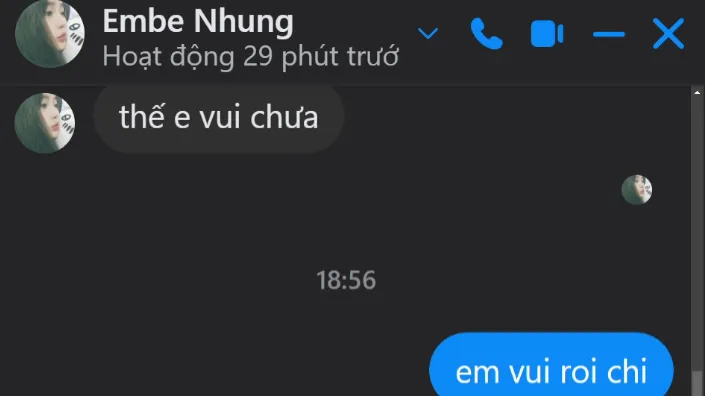 Embe Nhung
Hoạt động 29 phút trướ
thế e vui chưa
18:56
em vui roi chi